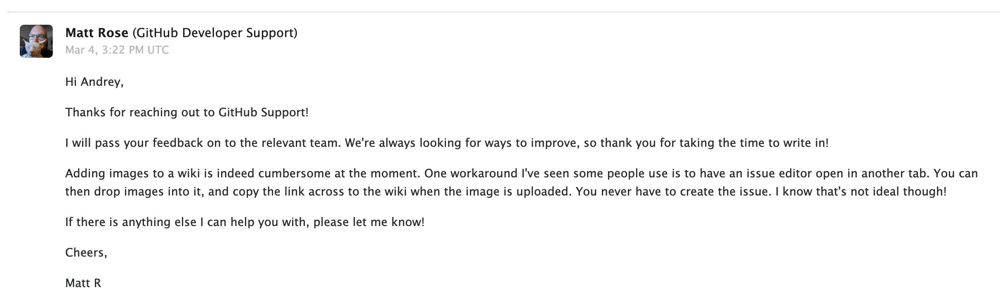 Matt Rose (GitHub Developer Support)
Mar 4, 3:22 PM UTC
Hi Andrey,
Thanks for reaching out to GitHub Support!
I will pass your feedback on to the relevant team. We're always looking for ways to improve, so thank you for taking the time to write in!
Adding images to a wiki is indeed cumbersome at the moment. One workaround I've seen some people use is to have an issue editor open in another tab. You can
then drop images into it, and copy the link across to the wiki when the image is uploaded. You never have to create the issue. I know that's not ideal though!
If there is anything else I can help you with, please let me know!
Cheers,
Matt R